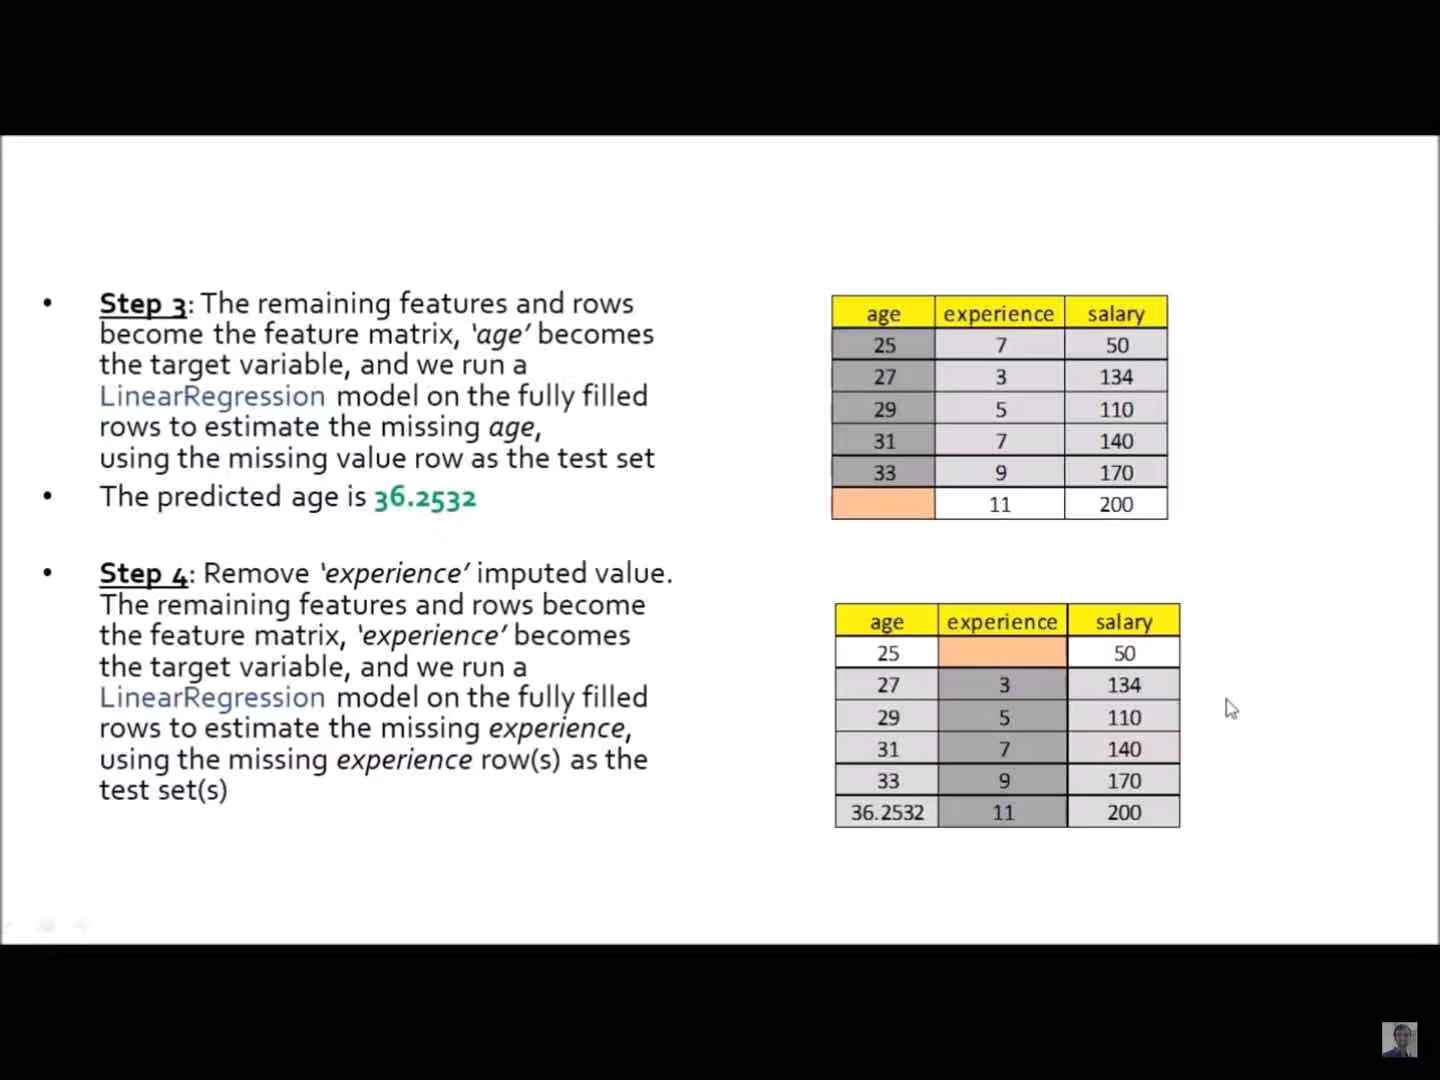 • Step 3: The remaining features and rows
become the feature matrix, ‘age’ becomes
the target variable, and we run a
LinearRegression model on the fully filled
rows to estimate the missing age,
using the missing value row as the test set
• The predicted age is 36.2532
• Step 4: Remove ‘experience’ imputed value.
The remaining features and rows become
the feature matrix, ‘experience’ becomes
the target variable, and we run a
LinearRegression model on the fully filled
rows to estimate the missing experience,
using the missing experience row(s) as the
test set(s)
age experience salary
25 7 50
27 3 134
29 5 110
31 7 140
33 9 170
11 200
age experience salary
25 50
27 3 134
29 5 110
31 7 140
33 9 170
36.2532 11 200